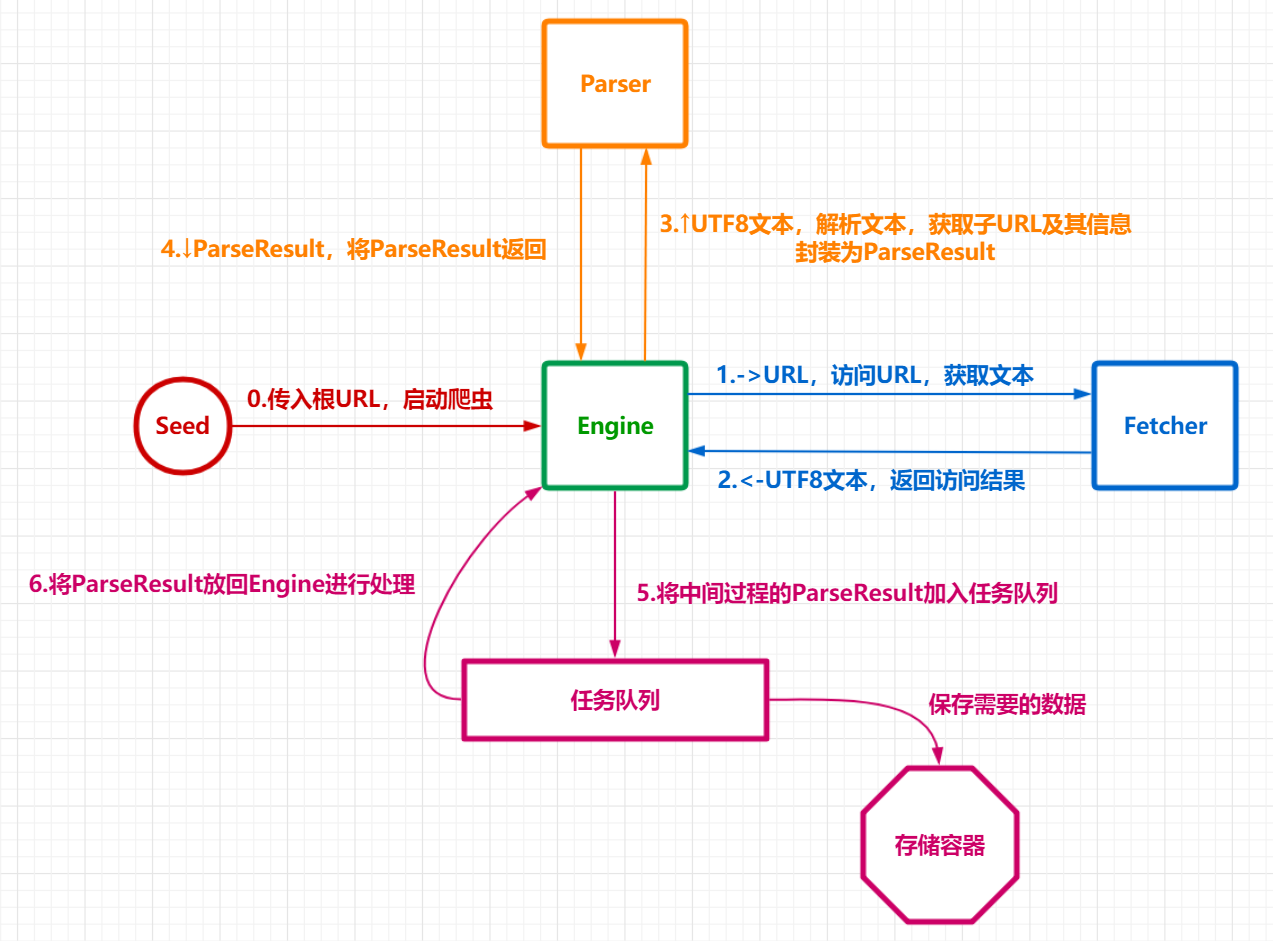 Parser
3.↑UTF8文本，解析文本，获取子URL及其信息
封装为ParseResult
4.↓ParseResult，将ParseResult返回
Seed
0.传入根URL，启动爬虫
Engine
1.->URL，访问URL，获取文本
Fetcher
2.<-UTF8文本，返回访问结果
6.将ParseResult放回Engine进行处理
5.将中间过程的ParseResult加入任务队列
任务队列
保存需要的数据
存储容器